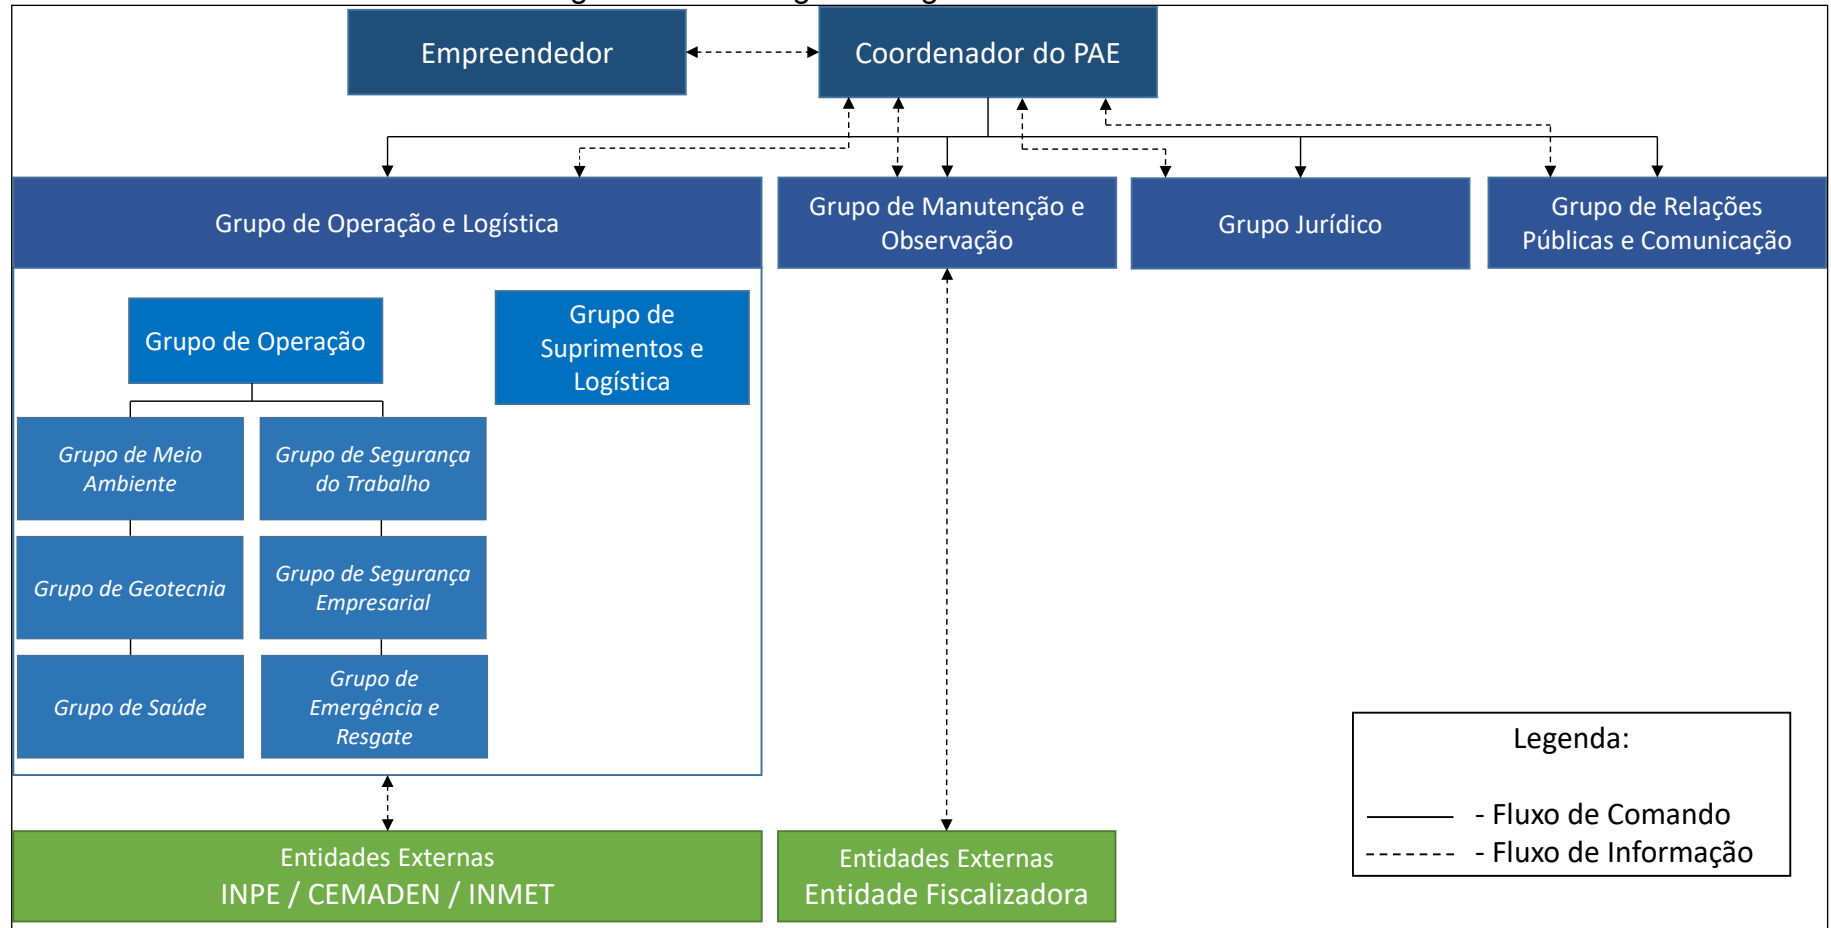 Empreendedor
Coordenador do PAE
Grupo de Operação e Logística
Grupo de Manutenção e
Observação
Grupo Jurídico
Grupo de Relações
Públicas e Comunicação
Grupo de Operação
Grupo de
Suprimentos e
Logística
Grupo de Meio
Ambiente
Grupo de Segurança
do Trabalho
Grupo de Geotecnia
Grupo de Segurança
Empresarial
Grupo de Saúde
Grupo de
Emergência e
Resgate
Entidades Externas
INPE / CEMADEN / INMET
Entidades Externas
Entidade Fiscalizadora
Legenda:
- Fluxo de Comando
- Fluxo de Informação